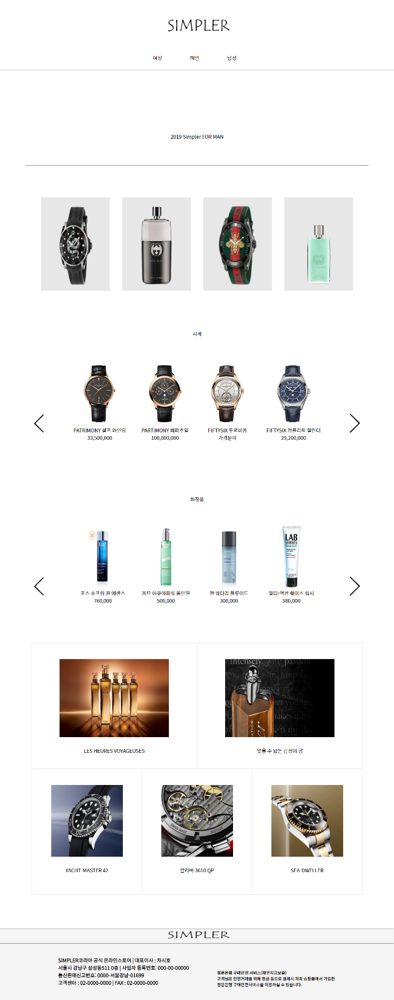 SIMPLER
여성 메인 남성
2019 Simpler FOR MAN
시계
PATRIMONY 셀프 와인딩
33,500,000
PARTIMONY 페퍼추얼
100,000,000
FIFTYSIX 투르비용
가격문의
FIFTYSIX 컴플리트 캘린더
29,200,000
화장품
LAB
SERIES
포스 수프림 원 에센스
760,000
옴므 아쿠아파워 올인원
500,000
맨 워터리 플루이드
300,000
멀티-액션 훼이스 워시
380,000
LES HEURES VOYAGEUSES
잊을 수 없는 감정의 향
YACHT-MASTER 42
칼리버 3610 QP
SEA-DWELLER
SIMPLER
SIMPLER코리아 공식 온라인스토어 | 대표이사 : 차시호
서울시 강남구 삼성동511 0층 | 사업자 등록번호: 000-00-00000
통신판매신고번호: 0000-서울강남-01699
고객센터 : 02-0000-0000 | FAX : 02-0000-0000
청운은행 구매안전 서비스(채무지급보증)
고객님은 안전거래를 위해 현금 등으로 결제시 저희 쇼핑몰에서 가입한
청운은행 구매안전서비스를 이용하실 수 있습니다.